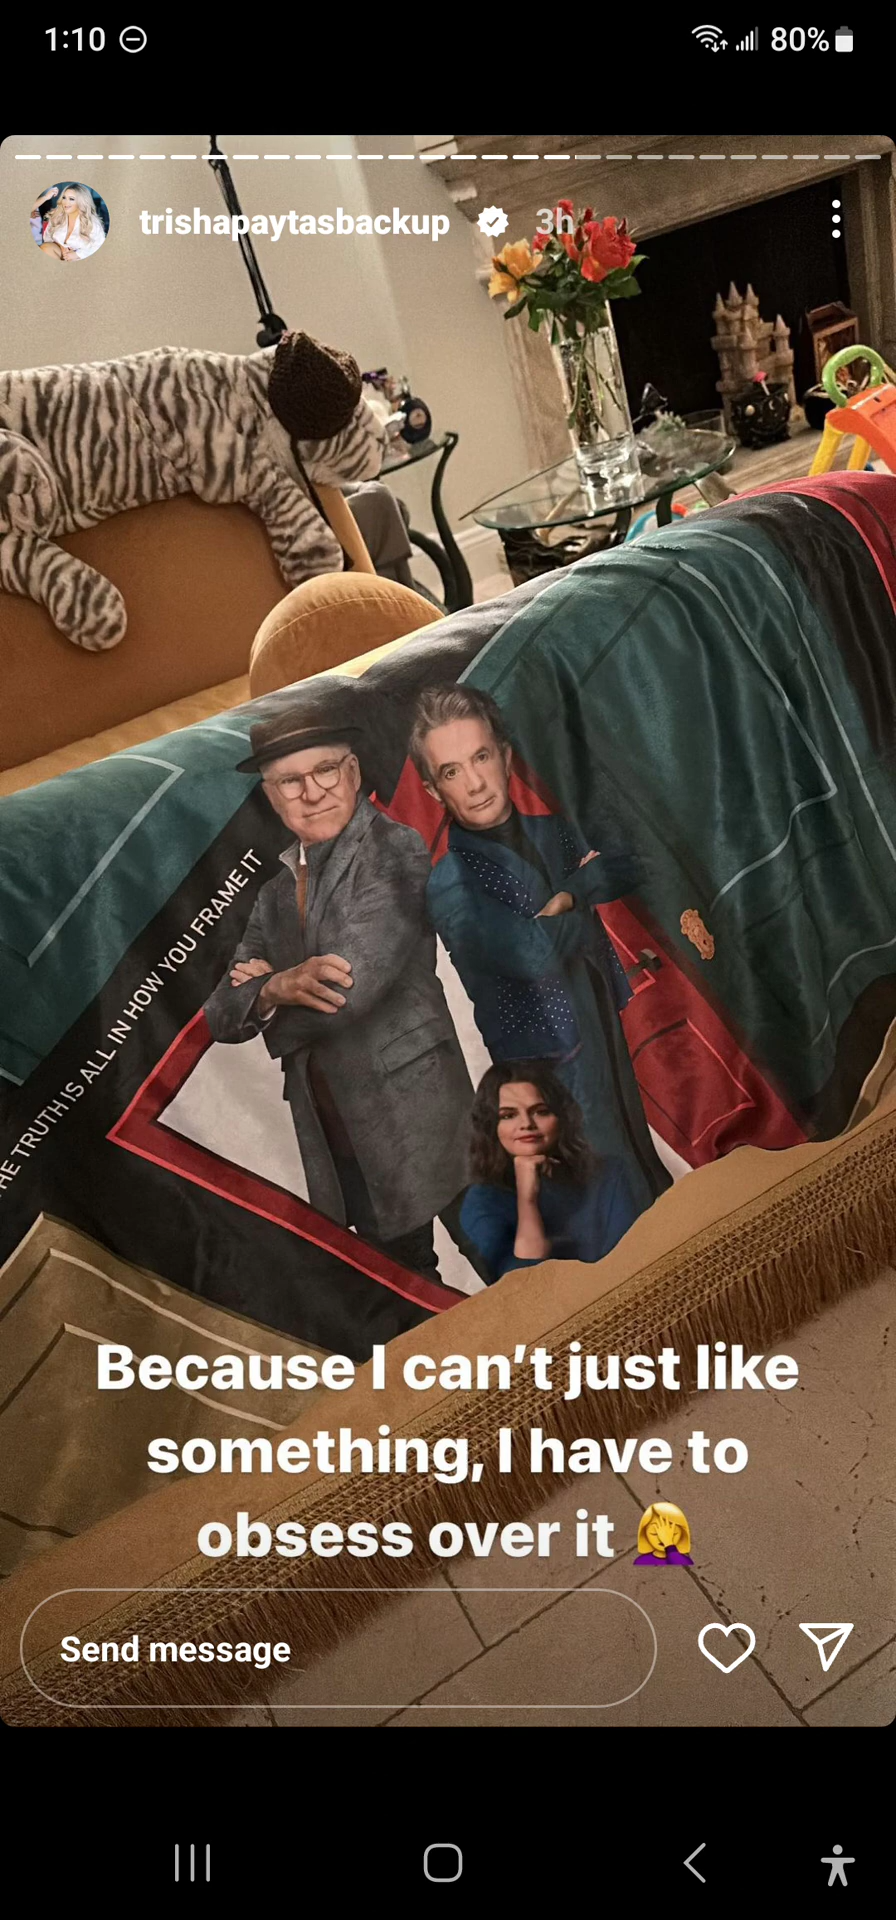 1:10
80%
trishapaytasbackup 3h
THE TRUTH IS ALL IN HOW YOU FRAME IT
Because I can’t just like
something, I have to
obsess over it 🤦‍♀️
Send message